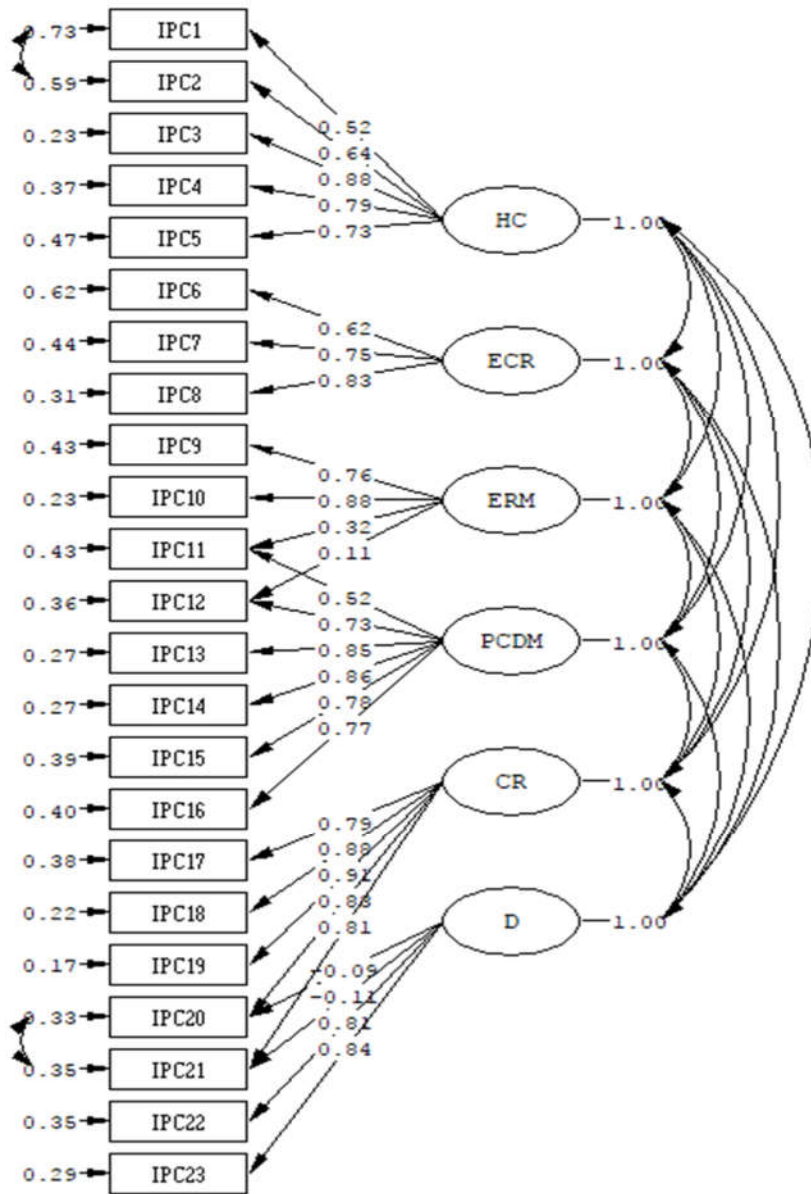 0.73 IPC1
0.59 IPC2
0.23 IPC3
0.37 IPC4
0.47 IPC5
0.62 IPC6
0.44 IPC7
0.31 IPC8
0.43 IPC9
0.23 IPC10
0.43 IPC11
0.36 IPC12
0.27 IPC13
0.27 IPC14
0.39 IPC15
0.40 IPC16
0.38 IPC17
0.22 IPC18
0.17 IPC19
0.33 IPC20
0.35 IPC21
0.35 IPC22
0.29 IPC23
0.52
0.64
0.88
0.79
0.73
HC 1.00
0.62
0.75
0.83
ECR 1.00
0.76
0.88
0.32
0.11
ERM 1.00
0.52
0.73
0.85
0.86
0.78
0.77
PCDM 1.00
0.79
0.88
0.91
0.81
CR 1.00
-0.09
-0.11
0.81
0.84
D 1.00